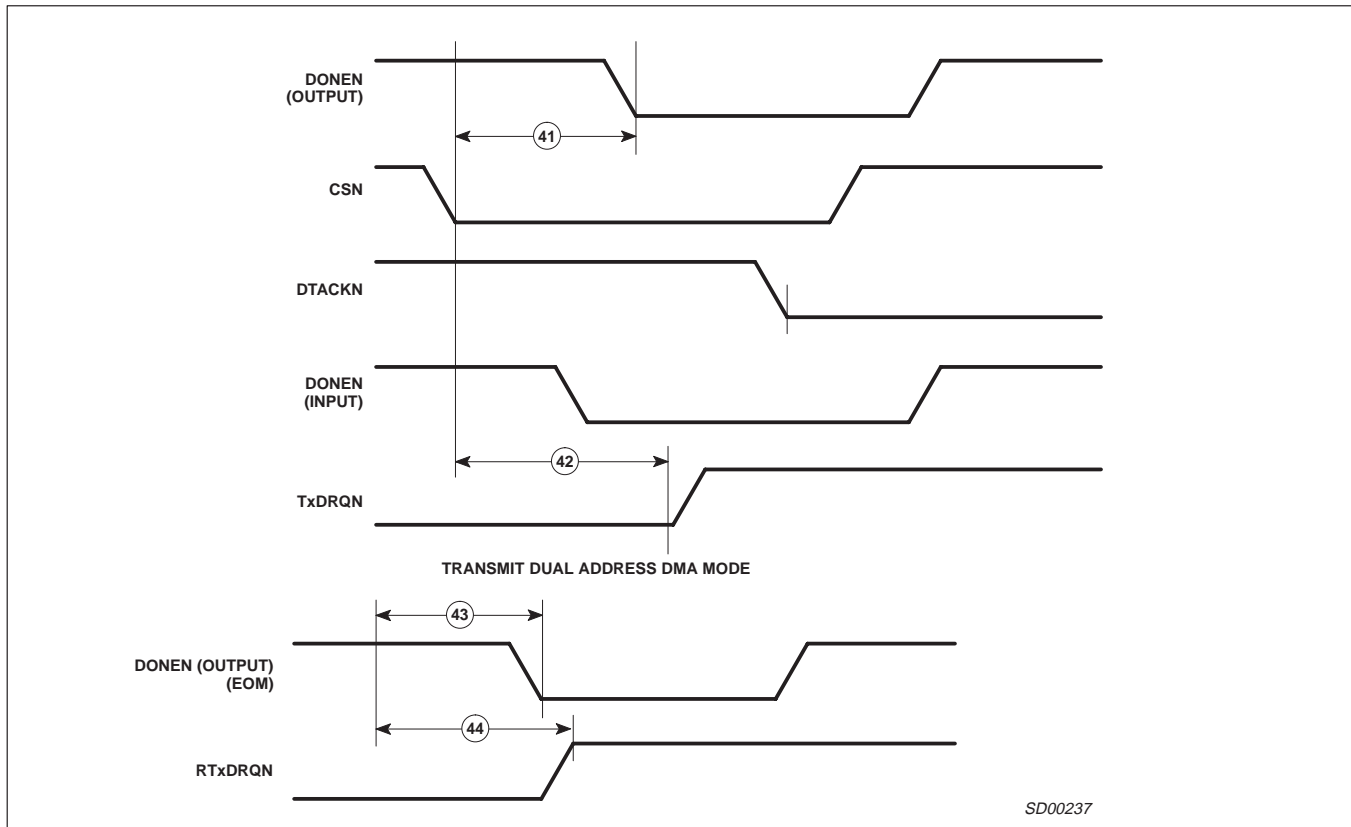 DONEN
(OUTPUT)
41
CSN
DTACKN
DONEN
(INPUT)
42
TxDRQN
TRANSMIT DUAL ADDRESS DMA MODE
43
DONEN (OUTPUT)
(EOM)
44
RTxDRQN
SD00237